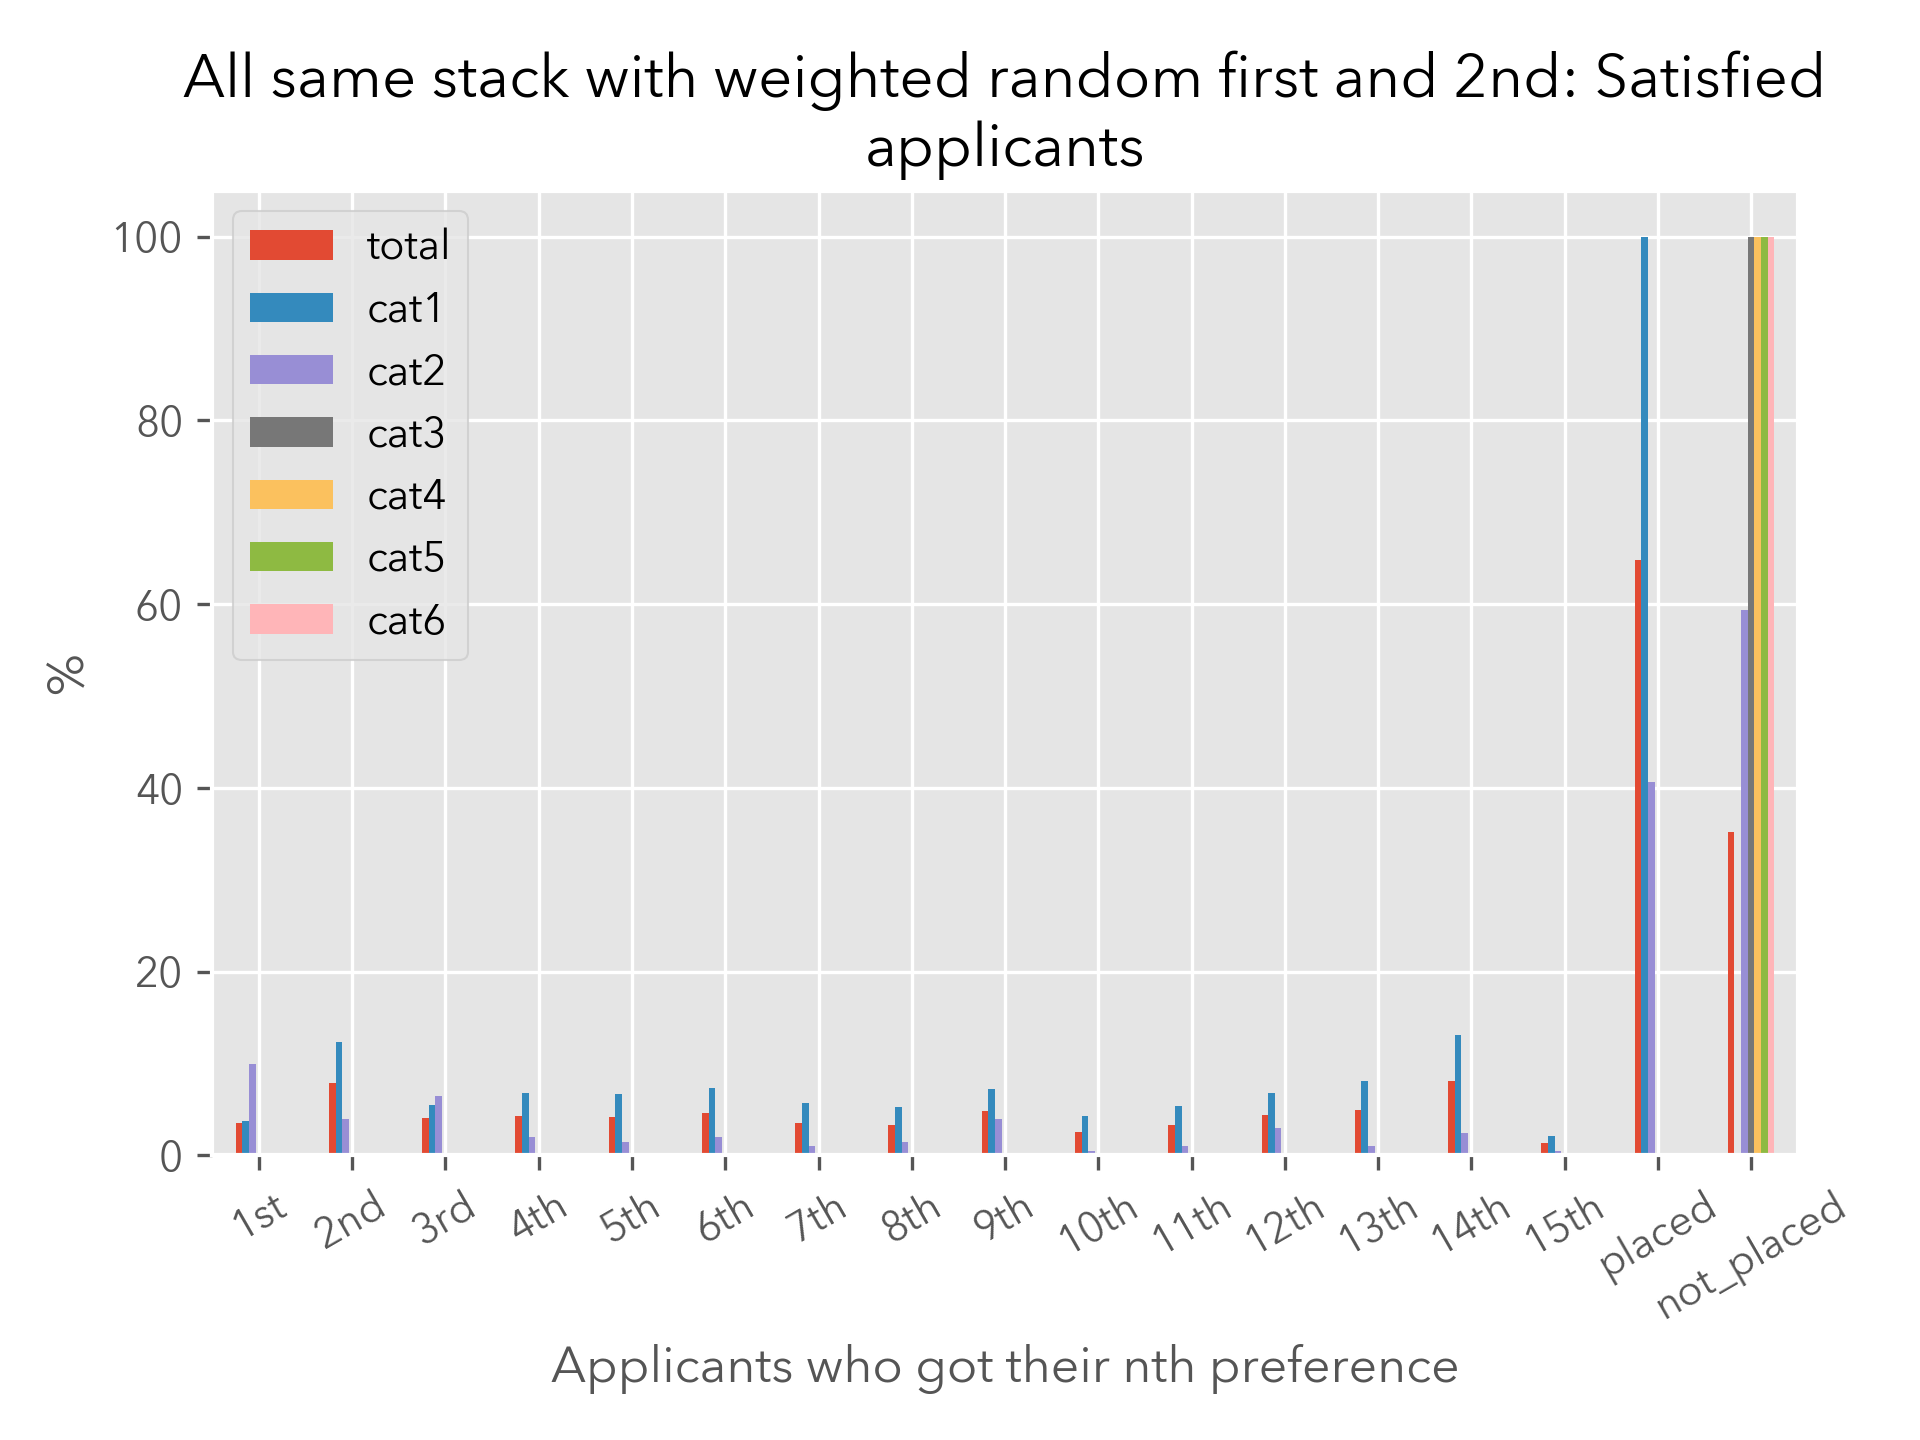 All same stack with weighted random first and 2nd: Satisfied
applicants
100
80
60
40
20
0
%
total
cat1
cat2
cat3
cat4
cat5
cat6
1st
2nd
3rd
4th
5th
6th
7th
8th
9th
10th
11th
12th
13th
14th
15th
placed
not_placed
Applicants who got their nth preference